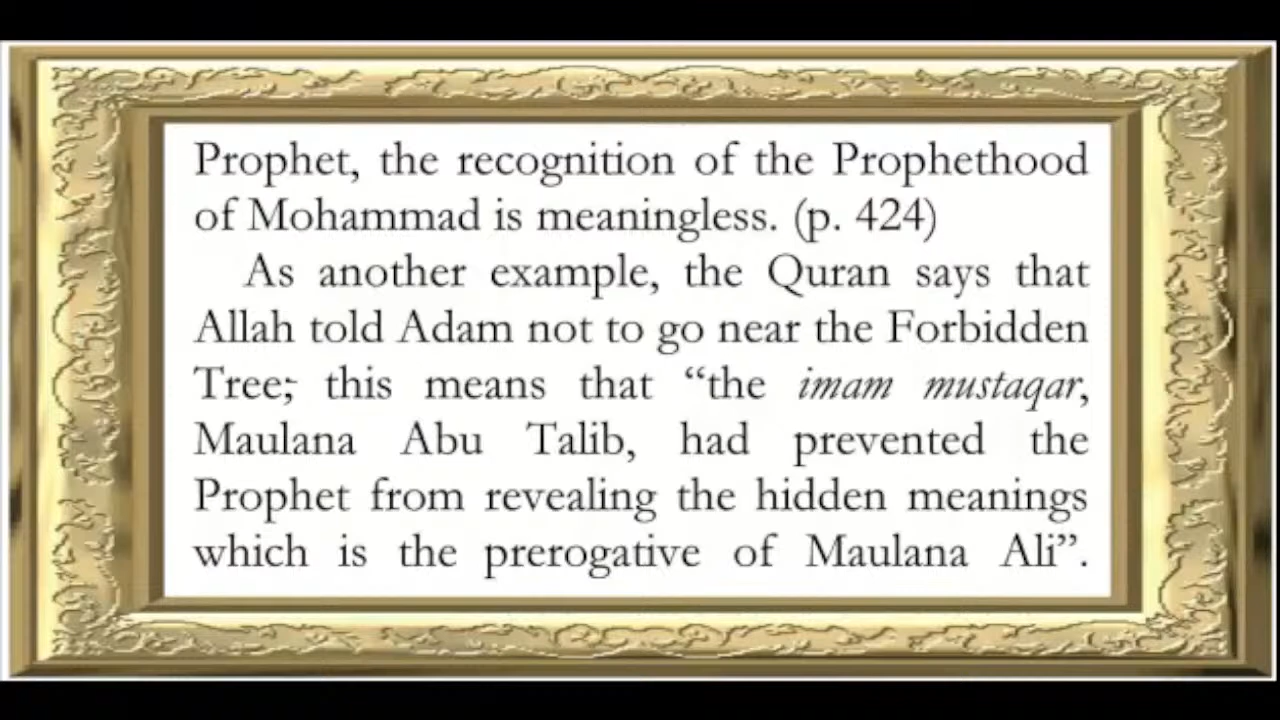 Prophet, the recognition of the Prophethood
of Mohammad is meaningless. (p. 424)
As another example, the Quran says that
Allah told Adam not to go near the Forbidden
Tree; this means that “the imam mustaqar,
Maulana Abu Talib, had prevented the
Prophet from revealing the hidden meanings
which is the prerogative of Maulana Ali”.